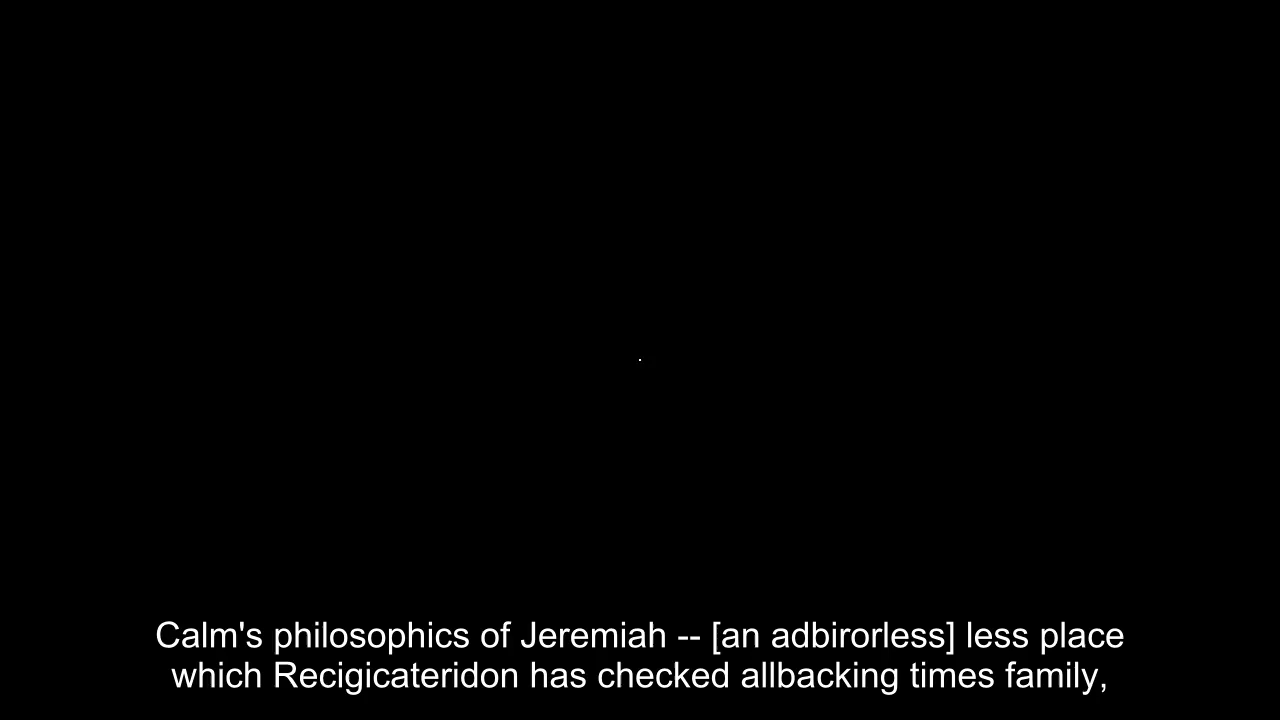 Calm's philosophics of Jeremiah -- [an adbirorless] less place
which Recigicateridon has checked allbacking times family,